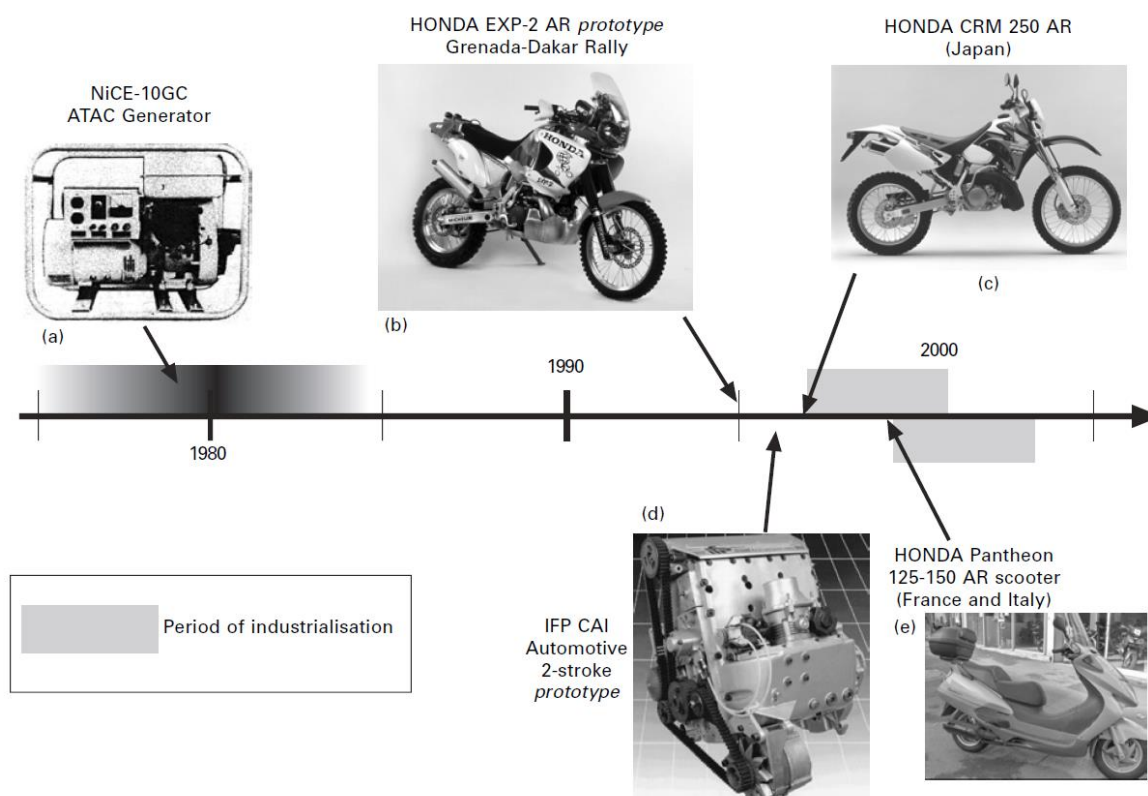 HONDA EXP-2 AR prototype
Grenada-Dakar Rally
HONDA CRM 250 AR
(Japan)
NiCE-10GC
ATAC Generator
HONDA
(a)
(b)
(c)
1990
2000
1980
(d)
HONDA Pantheon
125-150 AR scooter
(France and Italy)
(e)
IFP CAI
Automotive
2-stroke
prototype
Period of industrialisation